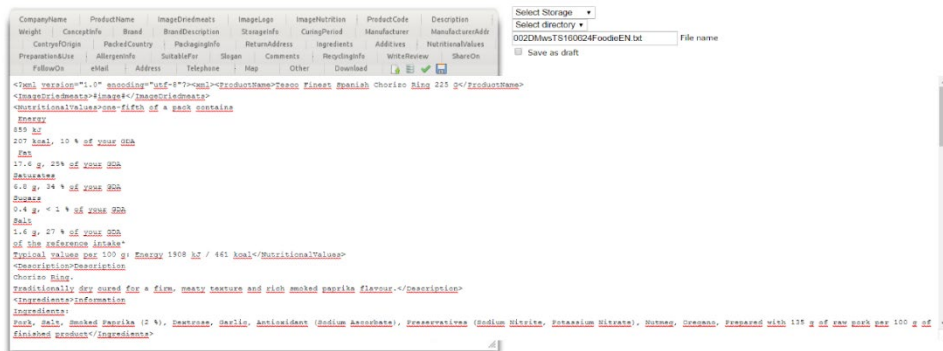 CompanyName ProductName ImageDriedmeats ImageLogo ImageNutrition ProductCode Description
Weight ConceptInfo Brand BrandDescription StorageInfo CuringPeriod Manufacturer ManufacturerAddr
ContryofOrigin PackedCountry PackagingInfo ReturnAddress Ingredients Additives NutritionalValues
Preparation&Use AllergenInfo SuitableFor Slogan Comments RecyclingInfo WriteReview ShareOn
FollowOn eMail Address Telephone Map Other Download
Select Storage
Select directory
002DMwsTS160024FoodieEN.txt File name
Save as draft
<?xml version="1.0" encoding="utf-8"?><xml><ProductName>Tesco Finest Spanish Chorizo Ring 225 G</ProductName>
<ImageDriedmeats>#image#</ImageDriedmeats>
<NutritionalValues>one-fifth of a pack contains
Energy
859 kJ
207 kcal, 10 % of your GDA
Fat
17.6 g, 25% of your GDA
Saturates
6.8 g, 34 % of your GDA
Sugars
0.4 g, < 1 % of your GDA
Salt
1.6 g, 27 % of your GDA
of the reference intake*
Typical values per 100 g: Energy 1908 kJ / 461 kcal</NutritionalValues>
<Description>Description
Chorizo Ring.
Traditionally dry cured for a firm, meaty texture and rich smoked paprika flavour.</Description>
<Ingredients>Information
Ingredients:
Pork, Salt, Smoked Paprika (2 %), Dextrose, Garlic, Antioxidant (Sodium Ascorbate), Preservatives (Sodium Nitrite, Potassium Nitrate), Nutmeg, Oregano, Prepared with 135 g of raw pork per 100 g of
finished product</Ingredients>